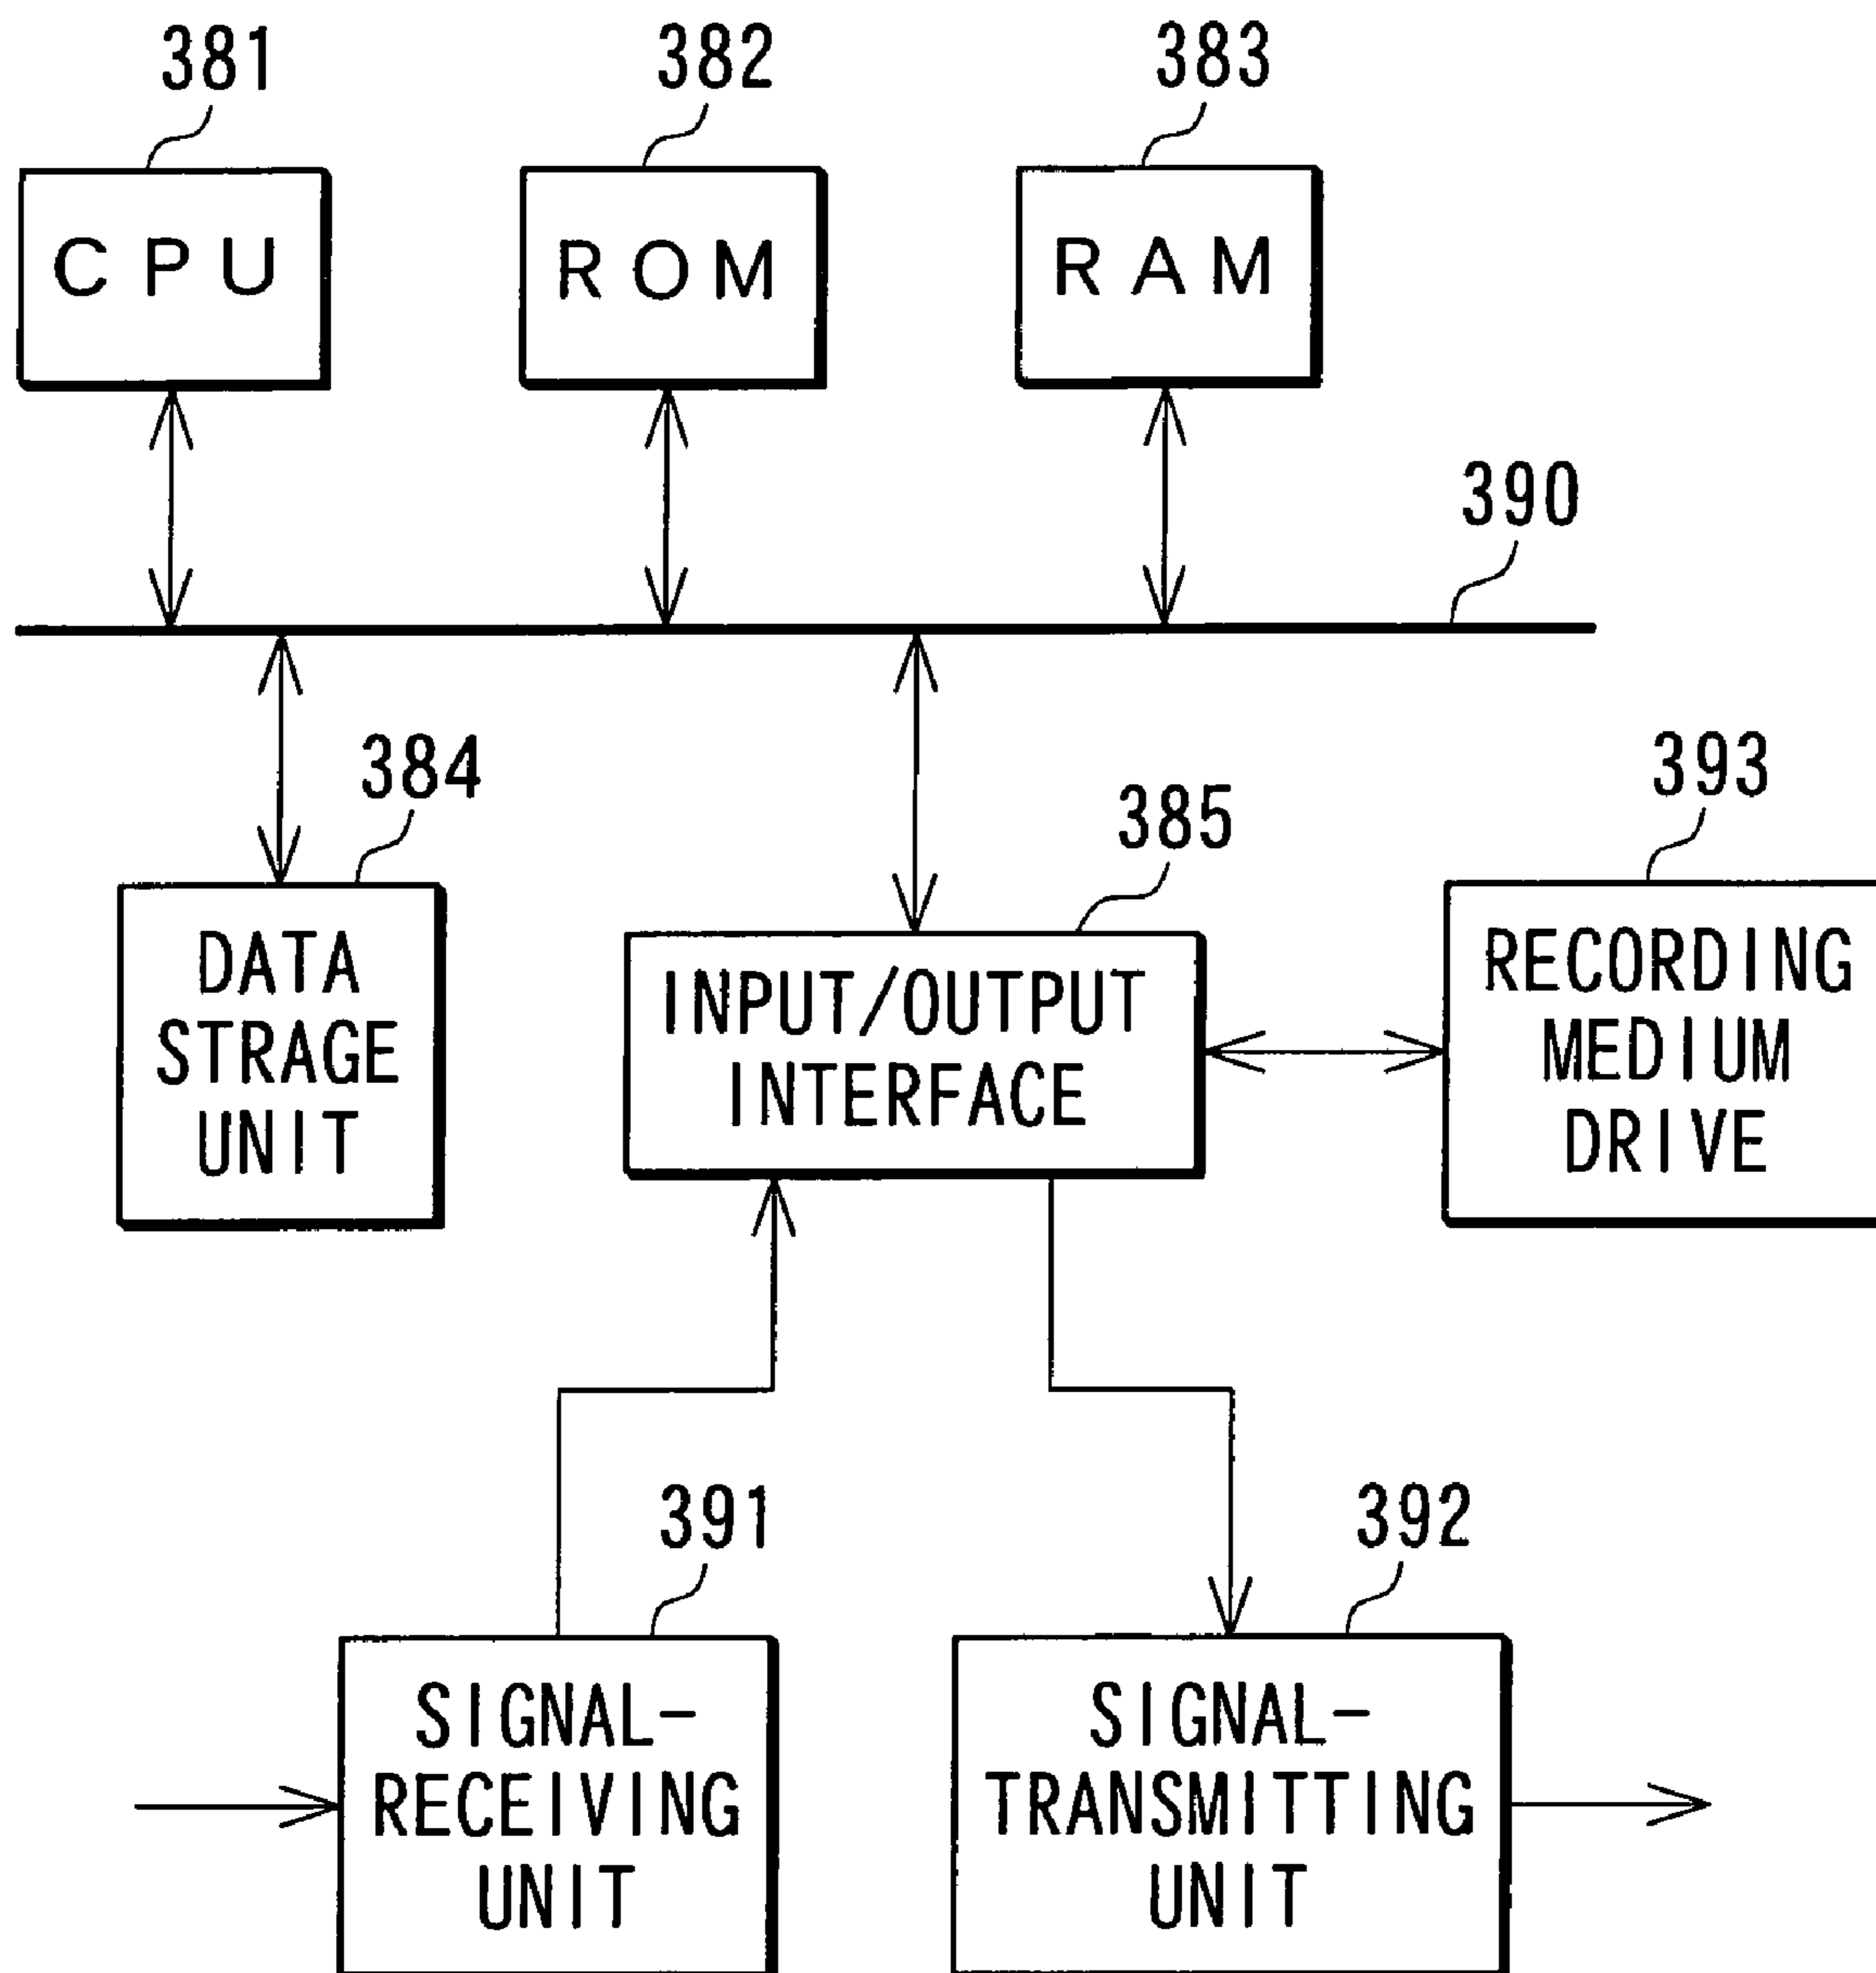 381
382
383
CPU
ROM
RAM
390
384
385
393
DATA
STRAGE
UNIT
INPUT/OUTPUT
INTERFACE
RECORDING
MEDIUM
DRIVE
391
392
SIGNAL-
RECEIVING
UNIT
SIGNAL-
TRANSMITTING
UNIT